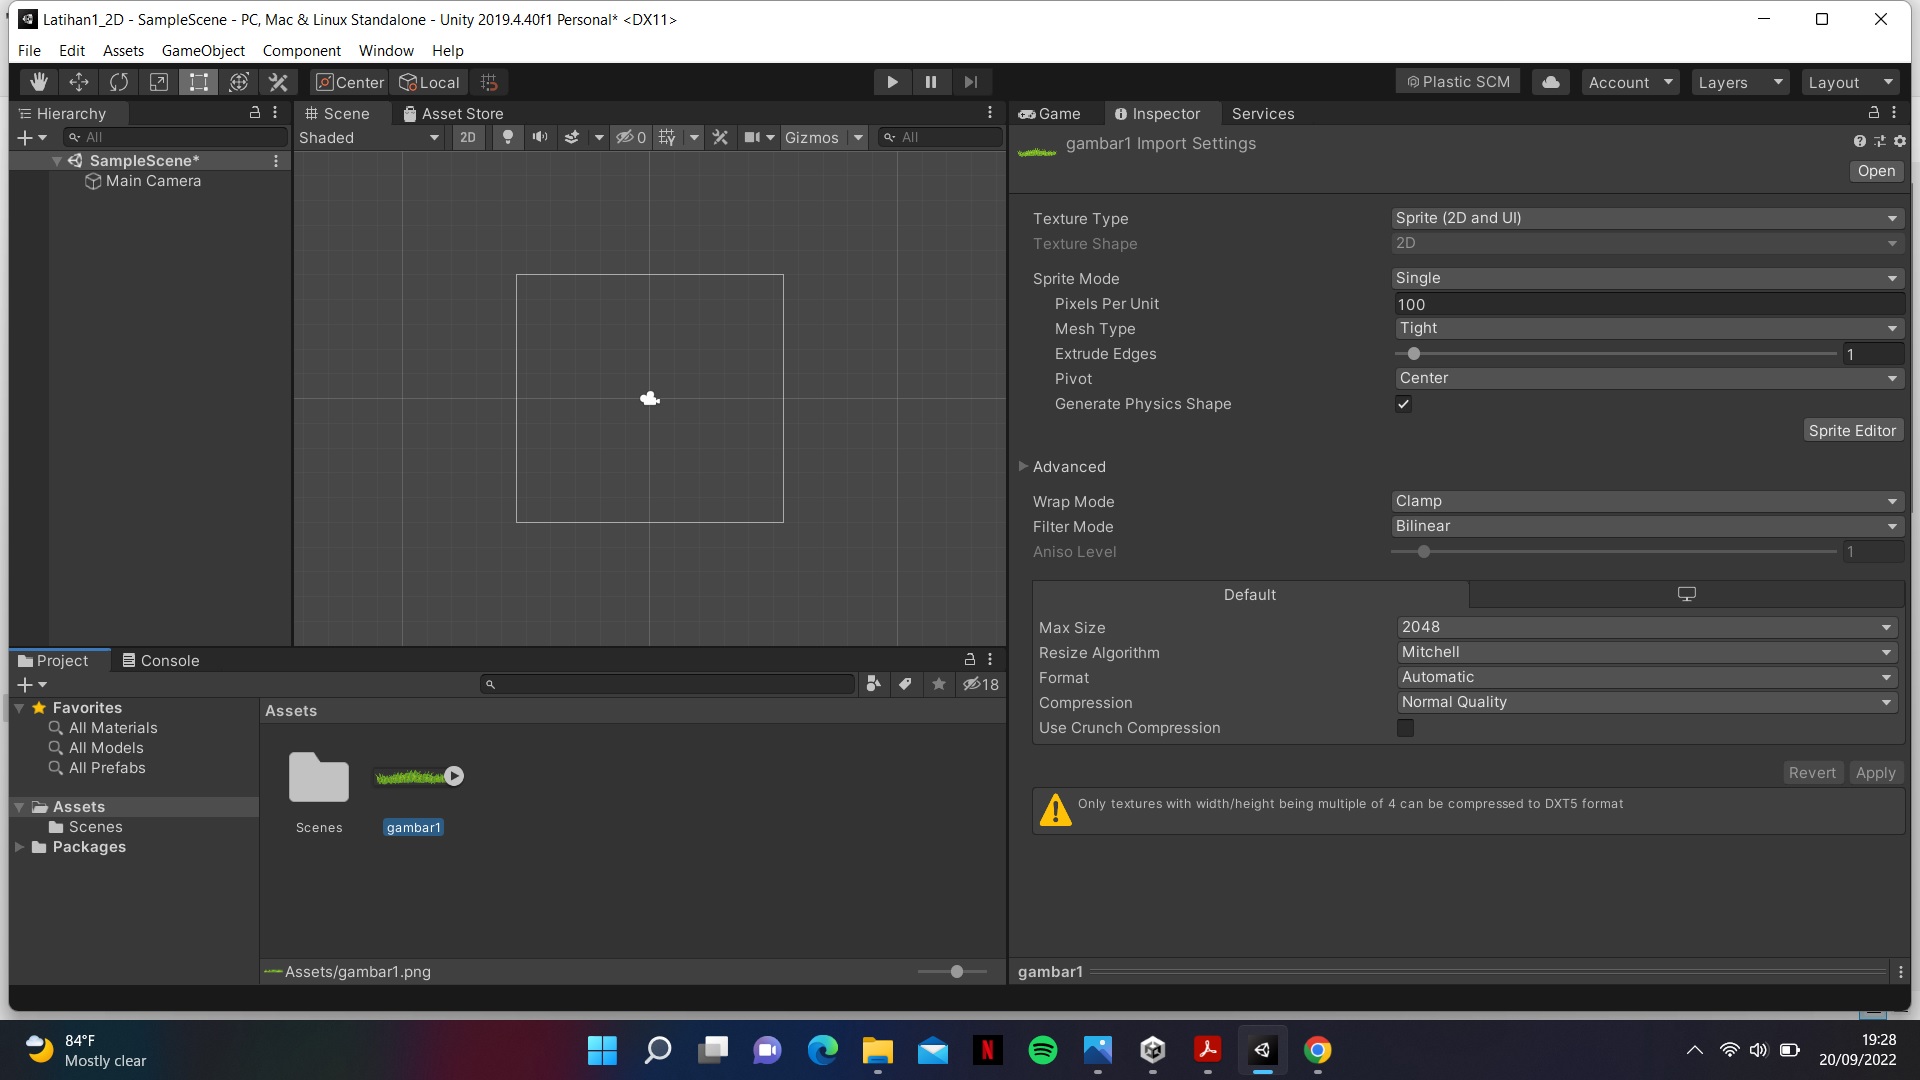 Latihan1_2D - SampleScene - PC, Mac & Linux Standalone - Unity 2019.4.40f1 Personal* <DX11>
File Edit Assets GameObject Component Window Help
Center Local Plastic SCM Account Layers Layout
Hierarchy
All
SampleScene*
Main Camera
Scene Asset Store
Shaded 2D 0 Gizmos All
Game Inspector Services
gambar1 Import Settings
Open
Texture Type Sprite (2D and UI)
Texture Shape 2D
Sprite Mode Single
Pixels Per Unit 100
Mesh Type Tight
Extrude Edges 1
Pivot Center
Generate Physics Shape
Sprite Editor
Advanced
Wrap Mode Clamp
Filter Mode Bilinear
Aniso Level 1
Default
Max Size 2048
Resize Algorithm Mitchell
Format Automatic
Compression Normal Quality
Use Crunch Compression
Revert Apply
Only textures with width/height being multiple of 4 can be compressed to DXT5 format
gambar1
Project Console
18
Favorites
All Materials
All Models
All Prefabs
Assets
Scenes
Packages
Assets
Scenes gambar1
Assets/gambar1.png
84°F
Mostly clear
N
19:28
20/09/2022